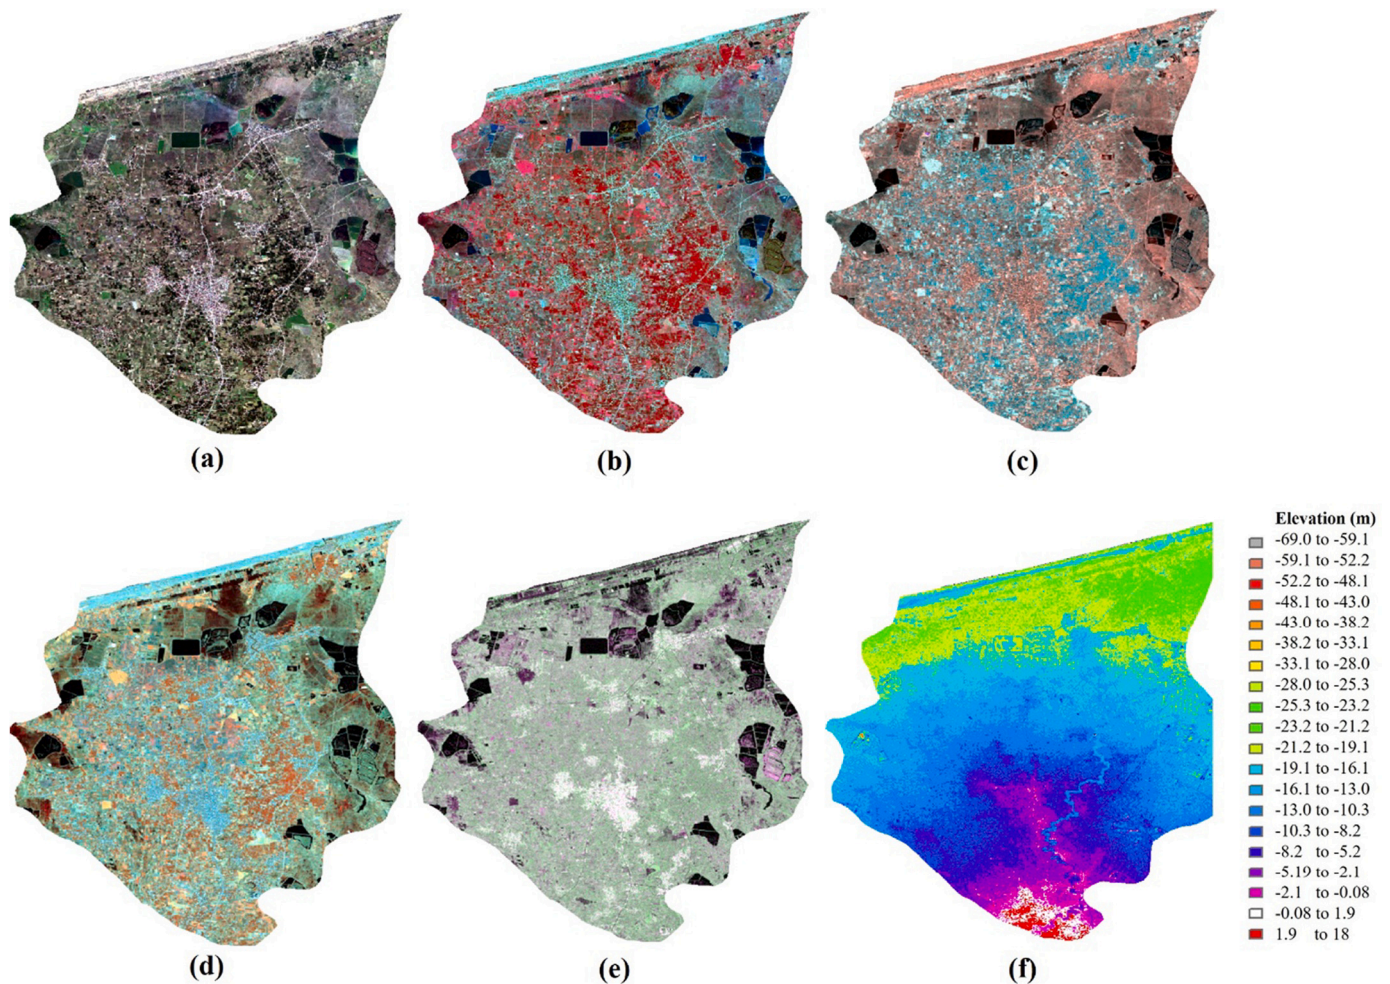 (a)
(b)
(c)
Elevation (m)
-69.0 to -59.1
-59.1 to -52.2
-52.2 to -48.1
-48.1 to -43.0
-43.0 to -38.2
-38.2 to -33.1
-33.1 to -28.0
-28.0 to -25.3
-25.3 to -23.2
-23.2 to -21.2
-21.2 to -19.1
-19.1 to -16.1
-16.1 to -13.0
-13.0 to -10.3
-10.3 to -8.2
-8.2 to -5.2
-5.19 to -2.1
-2.1 to -0.08
-0.08 to 1.9
1.9 to 18
(d)
(e)
(f)